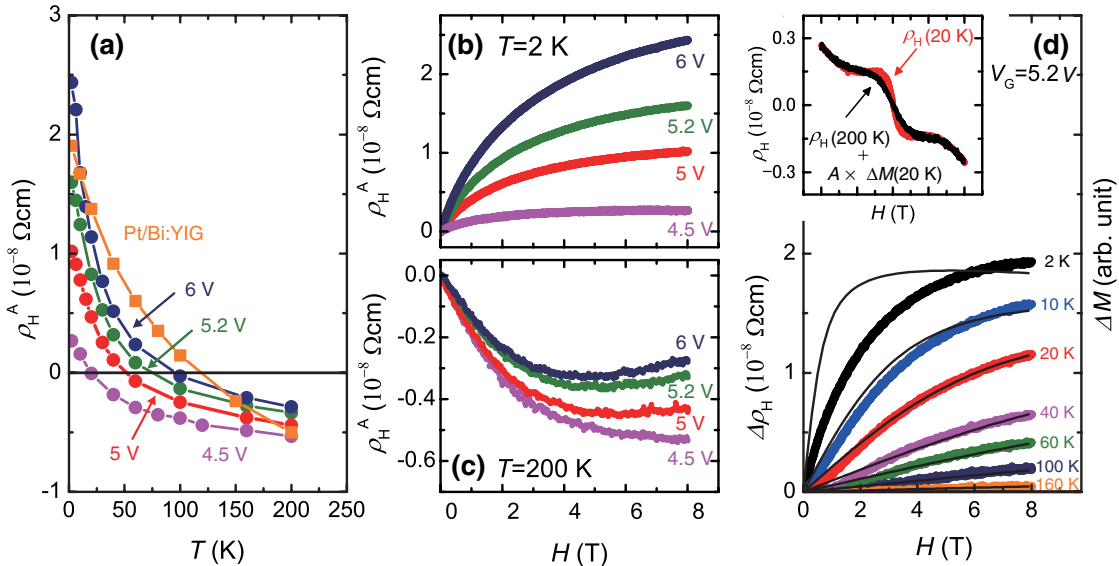 (a)
ρ_H^A (10⁻⁸ Ωcm)
3
2
1
0
-1
Pt/Bi:YIG
6 V
5.2 V
5 V
4.5 V
0 50 100 150 200 250
T (K)
(b) T=2 K
ρ_H^A (10⁻⁸ Ωcm)
2
1
0
6 V
5.2 V
5 V
4.5 V
ρ_H^A (10⁻⁸ Ωcm)
0.0
-0.2
-0.4
-0.6
6 V
5.2 V
5 V
4.5 V
(c) T=200 K
0 2 4 6 8
H (T)
(d)
V_G=5.2 V
ρ_H (10⁻⁸ Ωcm)
0.3
0.0
-0.3
ρ_H (20 K)
ρ_H (200 K)
+
A × ΔM(20 K)
H (T)
Δρ_H (10⁻⁸ Ωcm)
2
1
0
2 K
10 K
20 K
40 K
60 K
100 K
160 K
0 2 4 6 8
H (T)
ΔM (arb. unit)